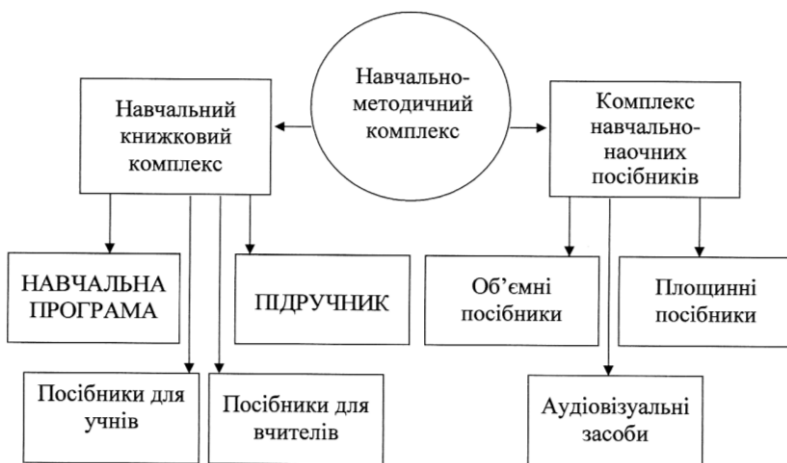 Навчально-
методичний
комплекс
Навчальний
книжковий
комплекс
Комплекс
навчально-
наочних
посібників
НАВЧАЛЬНА
ПРОГРАМА
ПІДРУЧНИК
Об’ємні
посібники
Площинні
посібники
Посібники для
учнів
Посібники для
вчителів
Аудіовізуальні
засоби